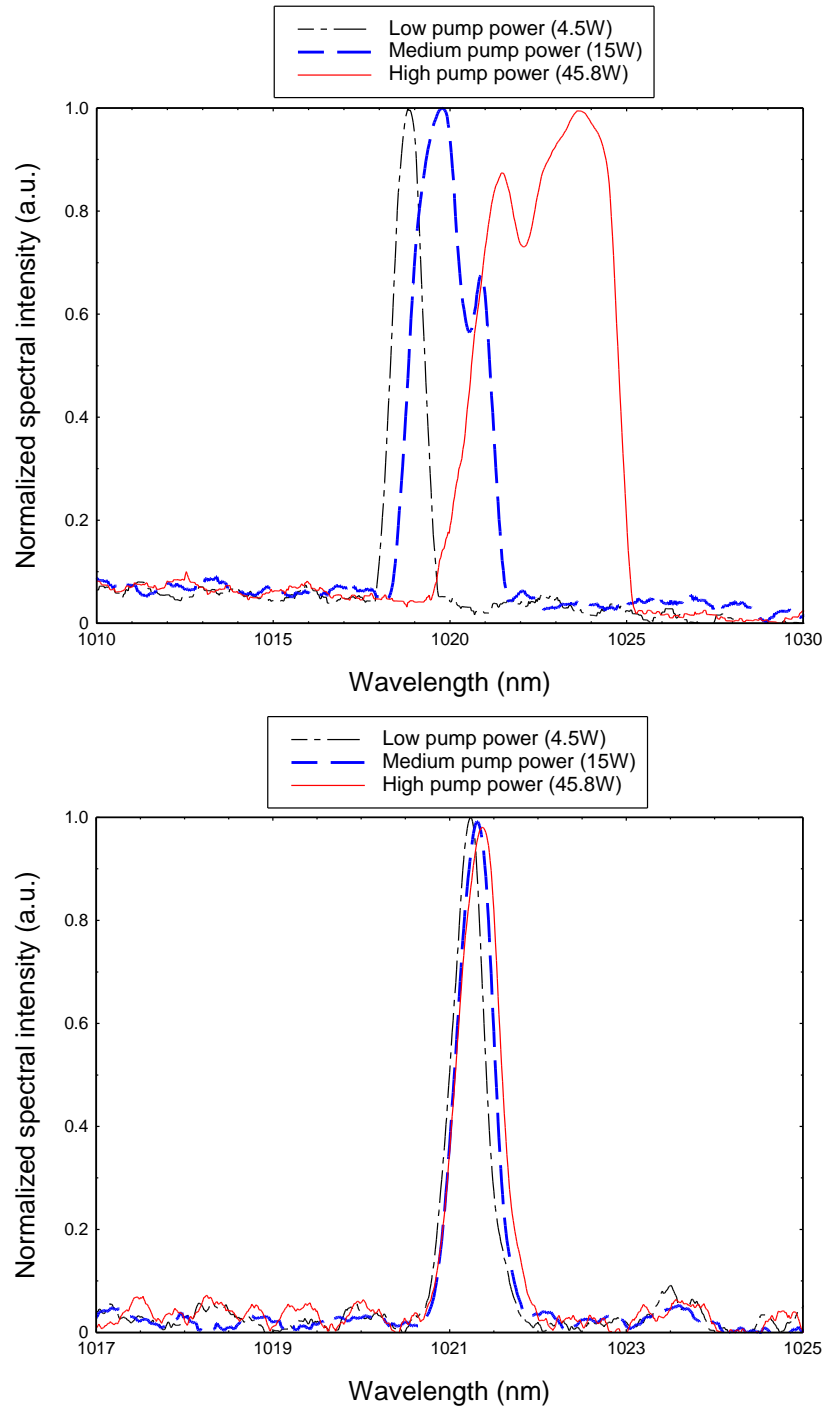 Low pump power (4.5W)
Medium pump power (15W)
High pump power (45.8W)
1.0
0.8
0.6
0.4
0.2
0
Normalized spectral intensity (a.u.)
1010
1015
1020
1025
1030
Wavelength (nm)
Low pump power (4.5W)
Medium pump power (15W)
High pump power (45.8W)
1.0
0.8
0.6
0.4
0.2
0
Normalized spectral intensity (a.u.)
1017
1019
1021
1023
1025
Wavelength (nm)